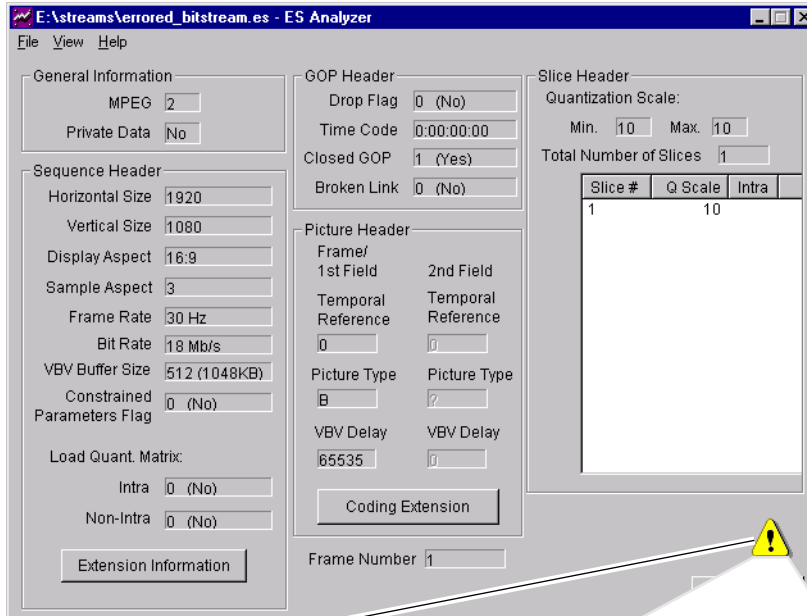 E:\streams\errored_bitstream.es - ES Analyzer
File View Help
General Information
MPEG 2
Private Data No
Sequence Header
Horizontal Size 1920
Vertical Size 1080
Display Aspect 16:9
Sample Aspect 3
Frame Rate 30 Hz
Bit Rate 18 Mb/s
VBV Buffer Size 512 (1048KB)
Constrained
Parameters Flag 0 (No)
Load Quant. Matrix:
Intra 0 (No)
Non-Intra 0 (No)
Extension Information
GOP Header
Drop Flag 0 (No)
Time Code 0:00:00:00
Closed GOP 1 (Yes)
Broken Link 0 (No)
Picture Header
Frame/
1st Field 2nd Field
Temporal Temporal
Reference Reference
0 0
Picture Type Picture Type
B ?
VBV Delay VBV Delay
65535 0
Coding Extension
Frame Number 1
Slice Header
Quantization Scale:
Min. 10 Max. 10
Total Number of Slices 1
Slice # Q Scale Intra
1 10